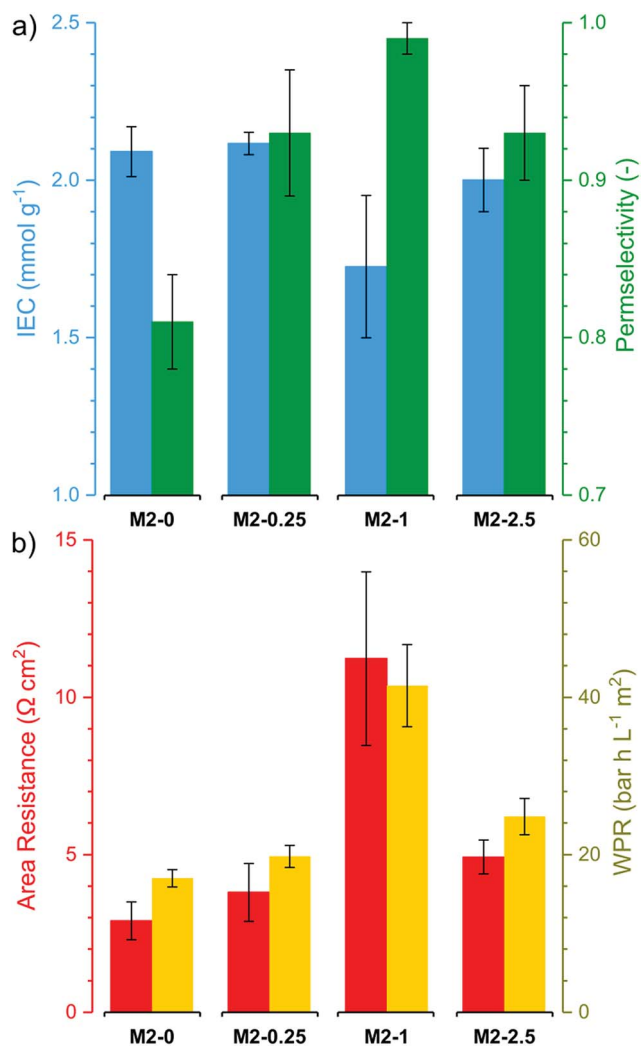 a)
2.5
2.0
1.5
1.0
IEC (mmol g⁻¹)
1.0
0.9
0.8
0.7
Permselectivity (-)
M2-0 M2-0.25 M2-1 M2-2.5
b)
15
10
5
0
Area Resistance (Ω cm²)
60
40
20
0
WPR (bar h L⁻¹ m²)
M2-0 M2-0.25 M2-1 M2-2.5